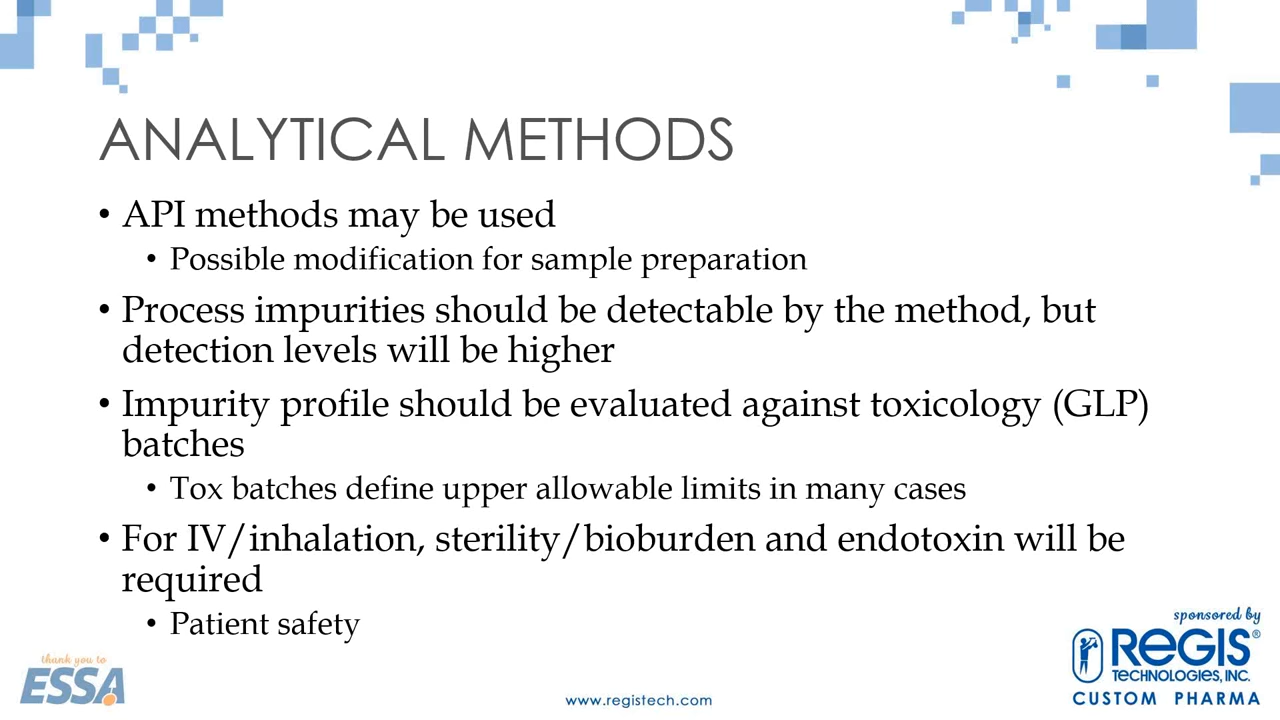 ANALYTICAL METHODS
• API methods may be used
• Possible modification for sample preparation
• Process impurities should be detectable by the method, but
detection levels will be higher
• Impurity profile should be evaluated against toxicology (GLP)
batches
• Tox batches define upper allowable limits in many cases
• For IV/inhalation, sterility/bioburden and endotoxin will be
required
• Patient safety
thank you to
ESSA
www.registech.com
sponsored by
REGIS®
TECHNOLOGIES, INC.
CUSTOM PHARMA